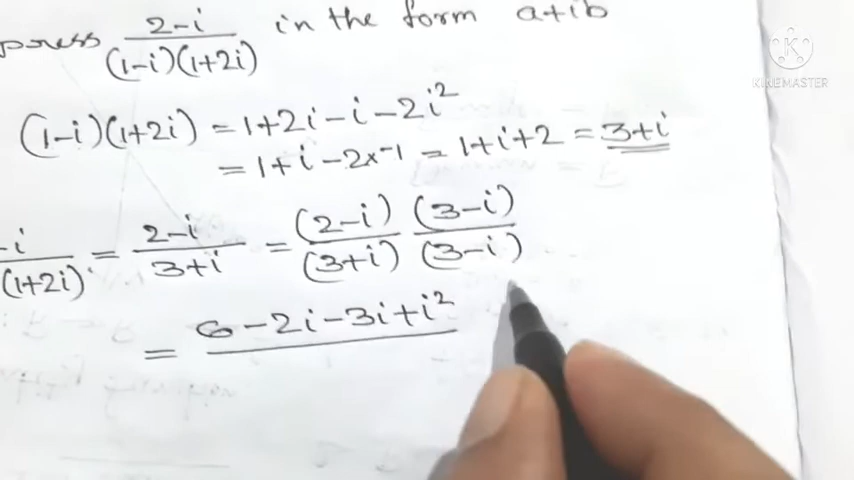 press 2-i / (1-i)(1+2i) in the form a+ib
(1-i)(1+2i) = 1+2i-i-2i²
= 1+i-2x-1 = 1+i+2 = 3+i
-i / (1+2i) = 2-i / 3+i = (2-i) / (3+i) (3-i) / (3-i)
= 6-2i-3i+i²
KINEMASTER